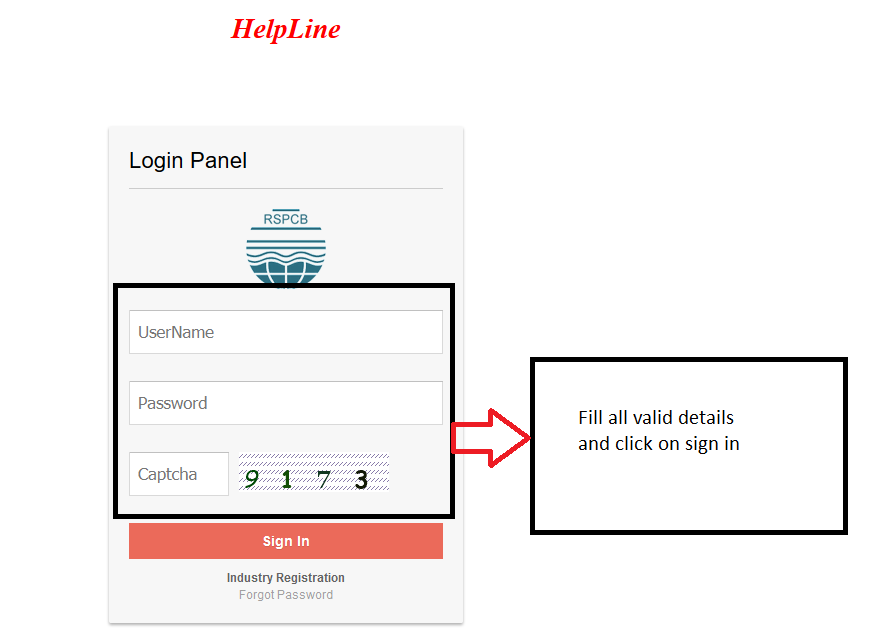 HelpLine
Login Panel
RSPCB
UserName
Password
Captcha
9 1 7 3
Fill all valid details
and click on sign in
Sign In
Industry Registration
Forgot Password